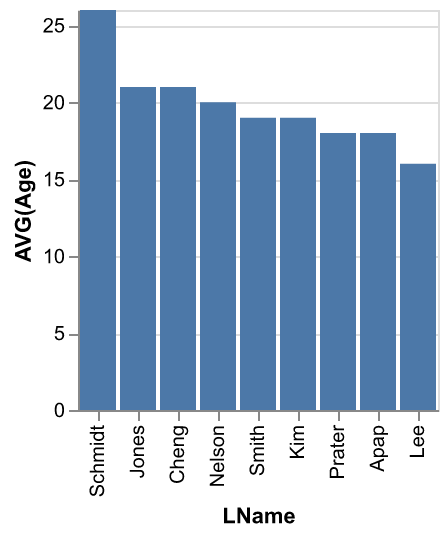 AVG(Age)
25
20
15
10
5
0
Schmidt
Jones
Cheng
Nelson
Smith
Kim
Prater
Apap
Lee
LName